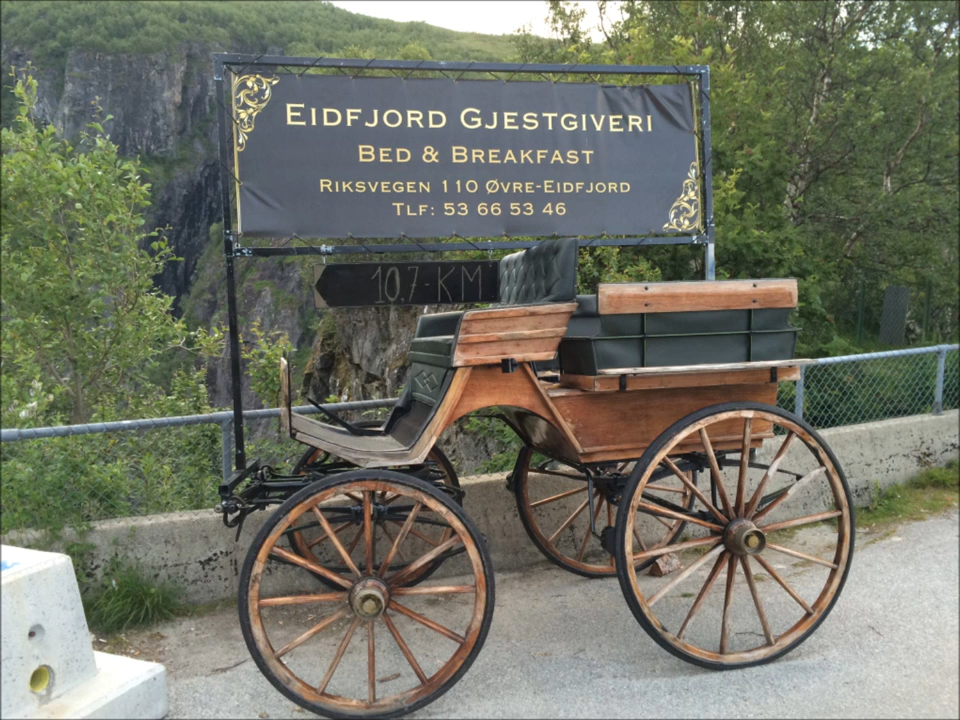 EIDFJORD GJESTGIVERI
BED & BREAKFAST
RIKSVEGEN 110 ØVRE-EIDFJORD
TLF: 53 66 53 46
10.7-KM